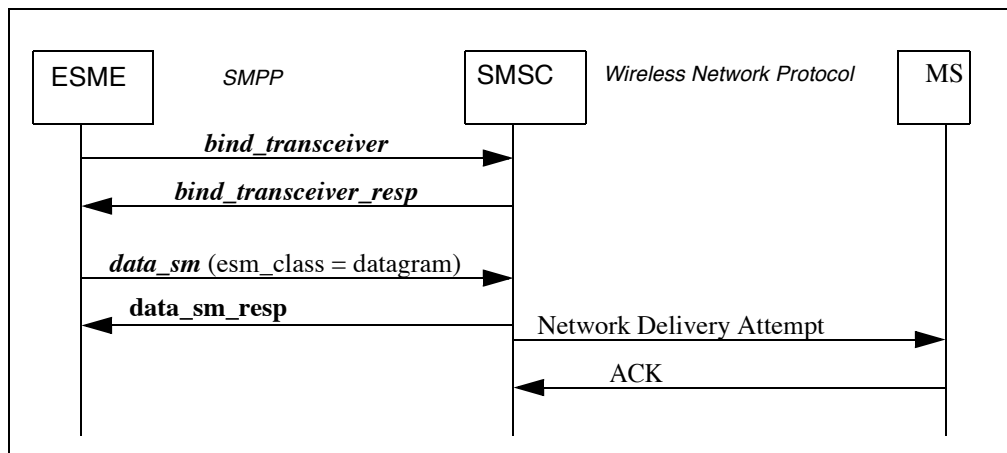 ESME SMPP SMSC Wireless Network Protocol MS
bind_transceiver
bind_transceiver_resp
data_sm (esm_class = datagram)
data_sm_resp
Network Delivery Attempt
ACK